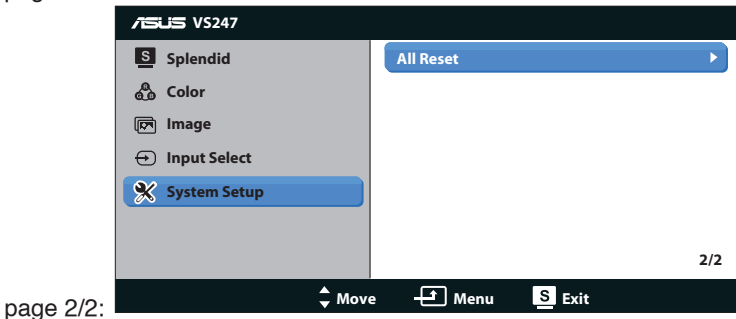 ASUS VS247
S Splendid
All Reset
Color
Image
Input Select
System Setup
2/2
Move Menu S Exit
page 2/2: